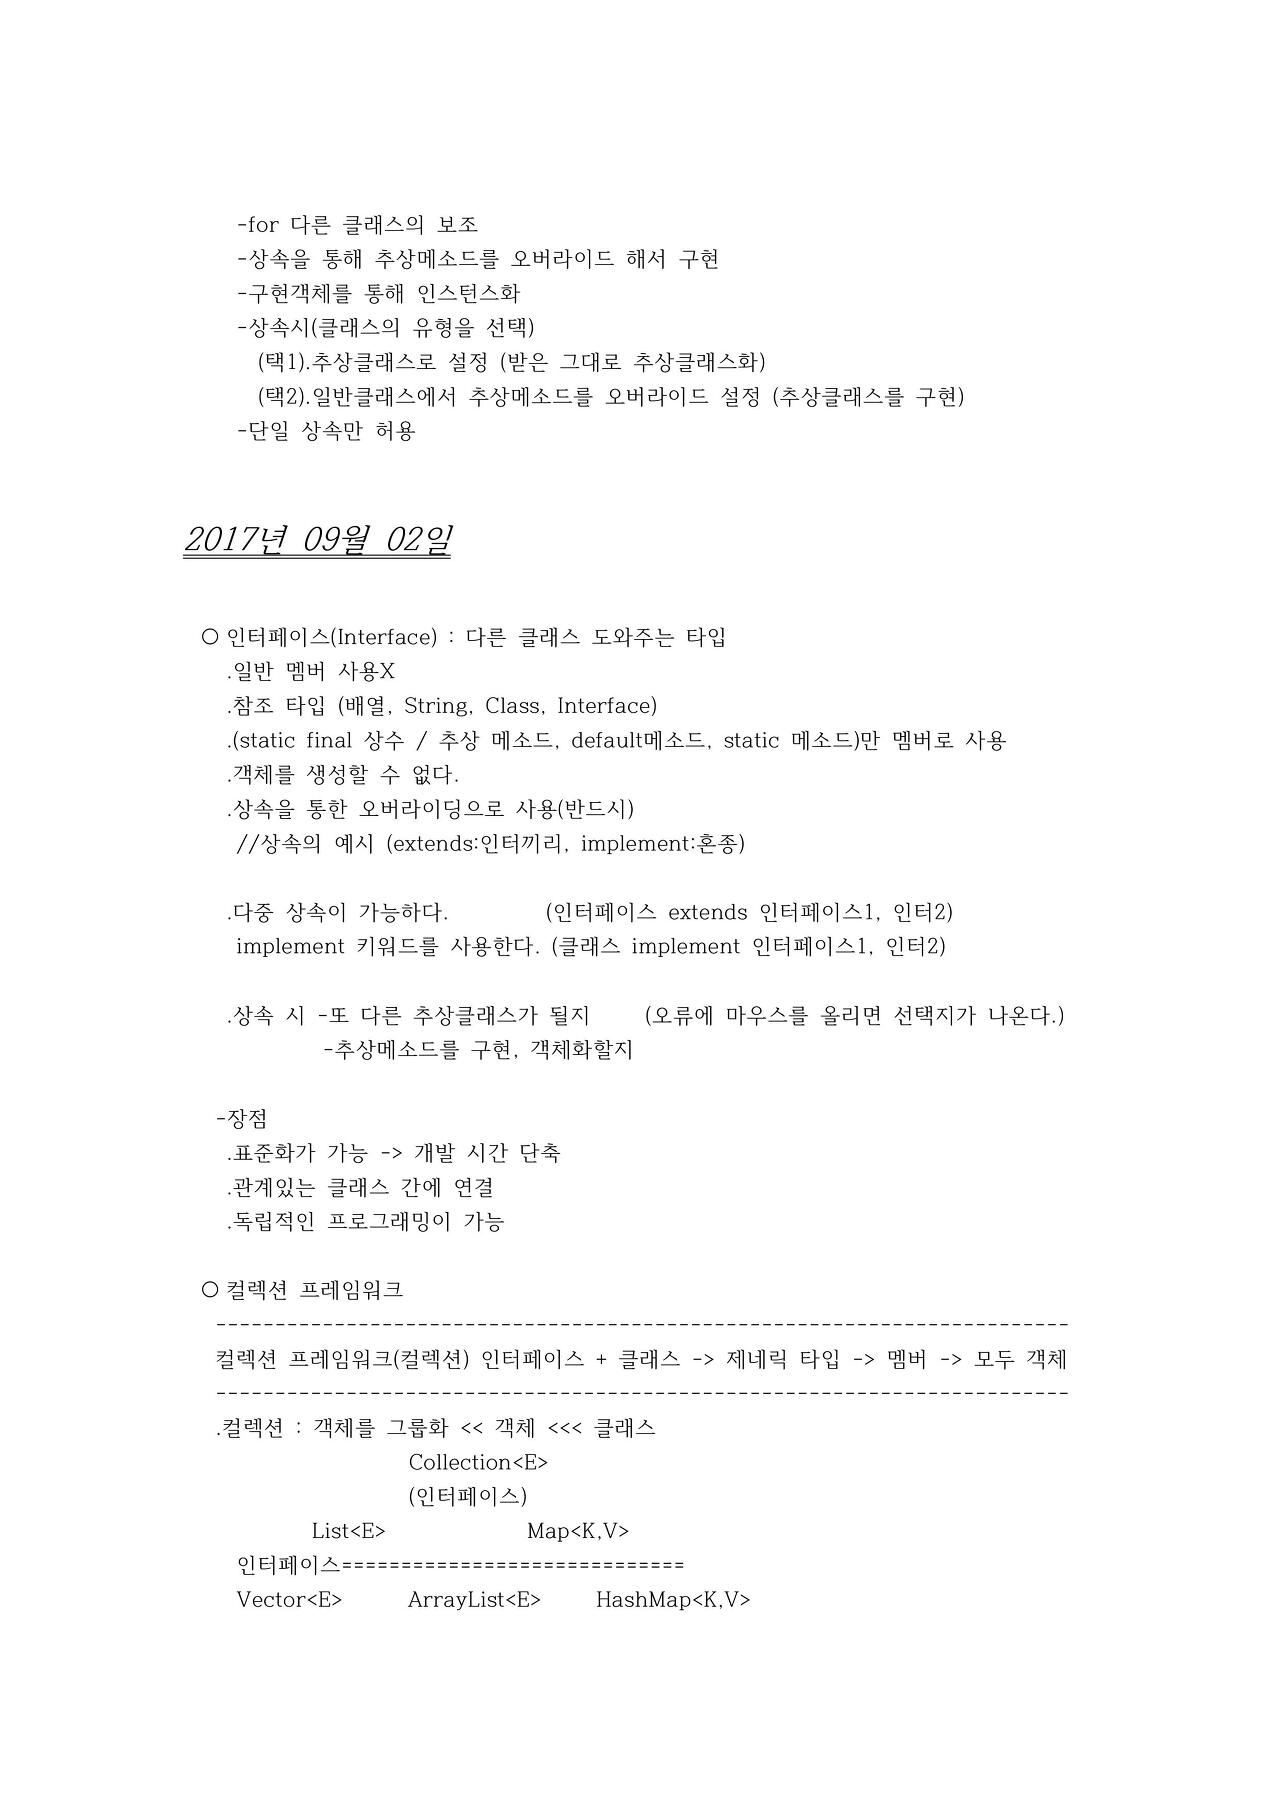 -for 다른 클래스의 보조
-상속을 통해 추상메소드를 오버라이드 해서 구현
-구현객체를 통해 인스턴스화
-상속시(클래스의 유형을 선택)
(택1).추상클래스로 설정 (받은 그대로 추상클래스화)
(택2).일반클래스에서 추상메소드를 오버라이드 설정 (추상클래스를 구현)
-단일 상속만 허용
2017년 09월 02일
○ 인터페이스(Interface) : 다른 클래스 도와주는 타입
.일반 멤버 사용X
.참조 타입 (배열, String, Class, Interface)
.(static final 상수 / 추상 메소드, default메소드, static 메소드)만 멤버로 사용
.객체를 생성할 수 없다.
.상속을 통한 오버라이딩으로 사용(반드시)
//상속의 예시 (extends:인터끼리, implement:혼종)
.다중 상속이 가능하다. (인터페이스 extends 인터페이스1, 인터2)
implement 키워드를 사용한다. (클래스 implement 인터페이스1, 인터2)
.상속 시 -또 다른 추상클래스가 될지 (오류에 마우스를 올리면 선택지가 나온다.)
-추상메소드를 구현, 객체화할지
-장점
.표준화가 가능 -> 개발 시간 단축
.관계있는 클래스 간에 연결
.독립적인 프로그래밍이 가능
○ 컬렉션 프레임워크
-----------------------------------------------------------------------
컬렉션 프레임워크(컬렉션) 인터페이스 + 클래스 -> 제네릭 타입 -> 멤버 -> 모두 객체
-----------------------------------------------------------------------
.컬렉션 : 객체를 그룹화 << 객체 <<< 클래스
Collection<E>
(인터페이스)
List<E> Map<K,V>
인터페이스=============================
Vector<E> ArrayList<E> HashMap<K,V>